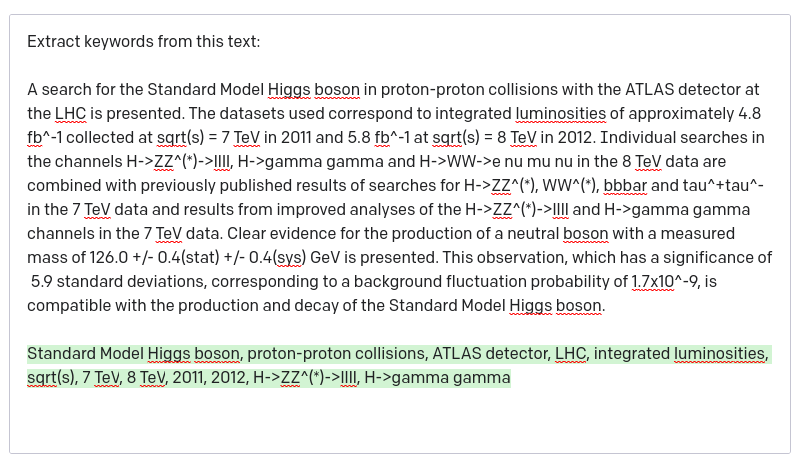 Extract keywords from this text:
A search for the Standard Model Higgs boson in proton-proton collisions with the ATLAS detector at
the LHC is presented. The datasets used correspond to integrated luminosities of approximately 4.8
fb^-1 collected at sqrt(s) = 7 TeV in 2011 and 5.8 fb^-1 at sqrt(s) = 8 TeV in 2012. Individual searches in
the channels H->ZZ^(*)->llll, H->gamma gamma and H->WW->e nu mu nu in the 8 TeV data are
combined with previously published results of searches for H->ZZ^(*), WW^(*), bbbar and tau^+tau^-
in the 7 TeV data and results from improved analyses of the H->ZZ^(*)->llll and H->gamma gamma
channels in the 7 TeV data. Clear evidence for the production of a neutral boson with a measured
mass of 126.0 +/- 0.4(stat) +/- 0.4(sys) GeV is presented. This observation, which has a significance of
5.9 standard deviations, corresponding to a background fluctuation probability of 1.7x10^-9, is
compatible with the production and decay of the Standard Model Higgs boson.
Standard Model Higgs boson, proton-proton collisions, ATLAS detector, LHC, integrated luminosities,
sqrt(s), 7 TeV, 8 TeV, 2011, 2012, H->ZZ^(*)->llll, H->gamma gamma